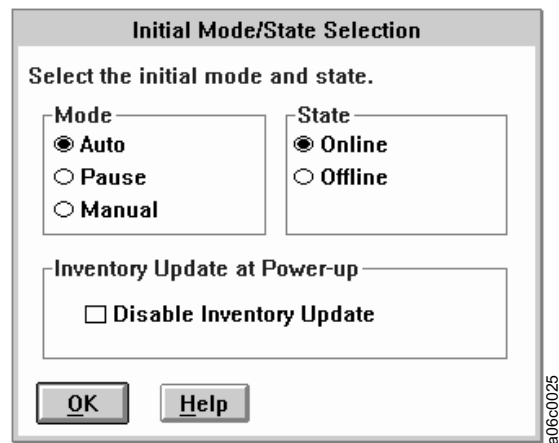 Initial Mode/State Selection
Select the initial mode and state.
Mode
Auto
Pause
Manual
State
Online
Offline
Inventory Update at Power-up
Disable Inventory Update
OK
Help
a06c0025